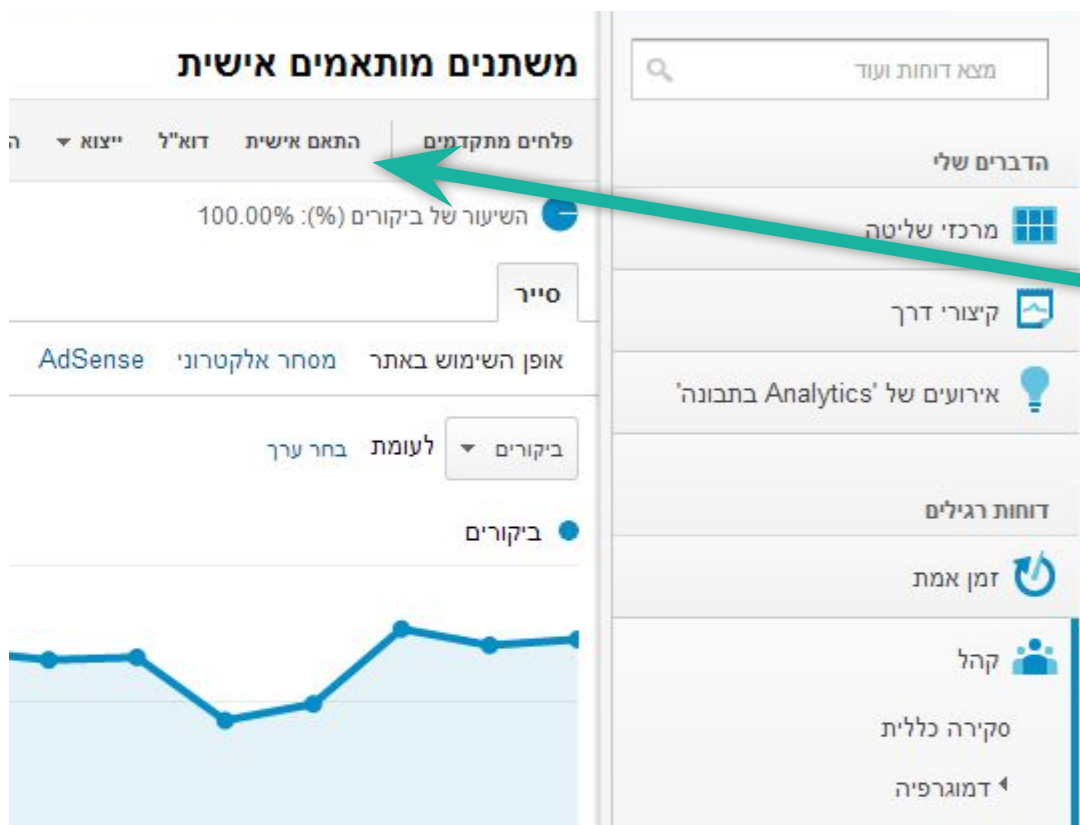 מצא דוחות ועוד
הדברים שלי
מרכזי שליטה
קיצורי דרך
אירועים של 'Analytics בתבונה'
דוחות רגילים
זמן אמת
קהל
סקירה כללית
דמוגרפיה
משתנים מותאמים אישית
פלחים מתקדמים התאם אישית דוא"ל ייצוא
השיעור של ביקורים (%): 100.00%
סייר
אופן השימוש באתר מסחר אלקטרוני AdSense
ביקורים לעומת בחר ערך
ביקורים